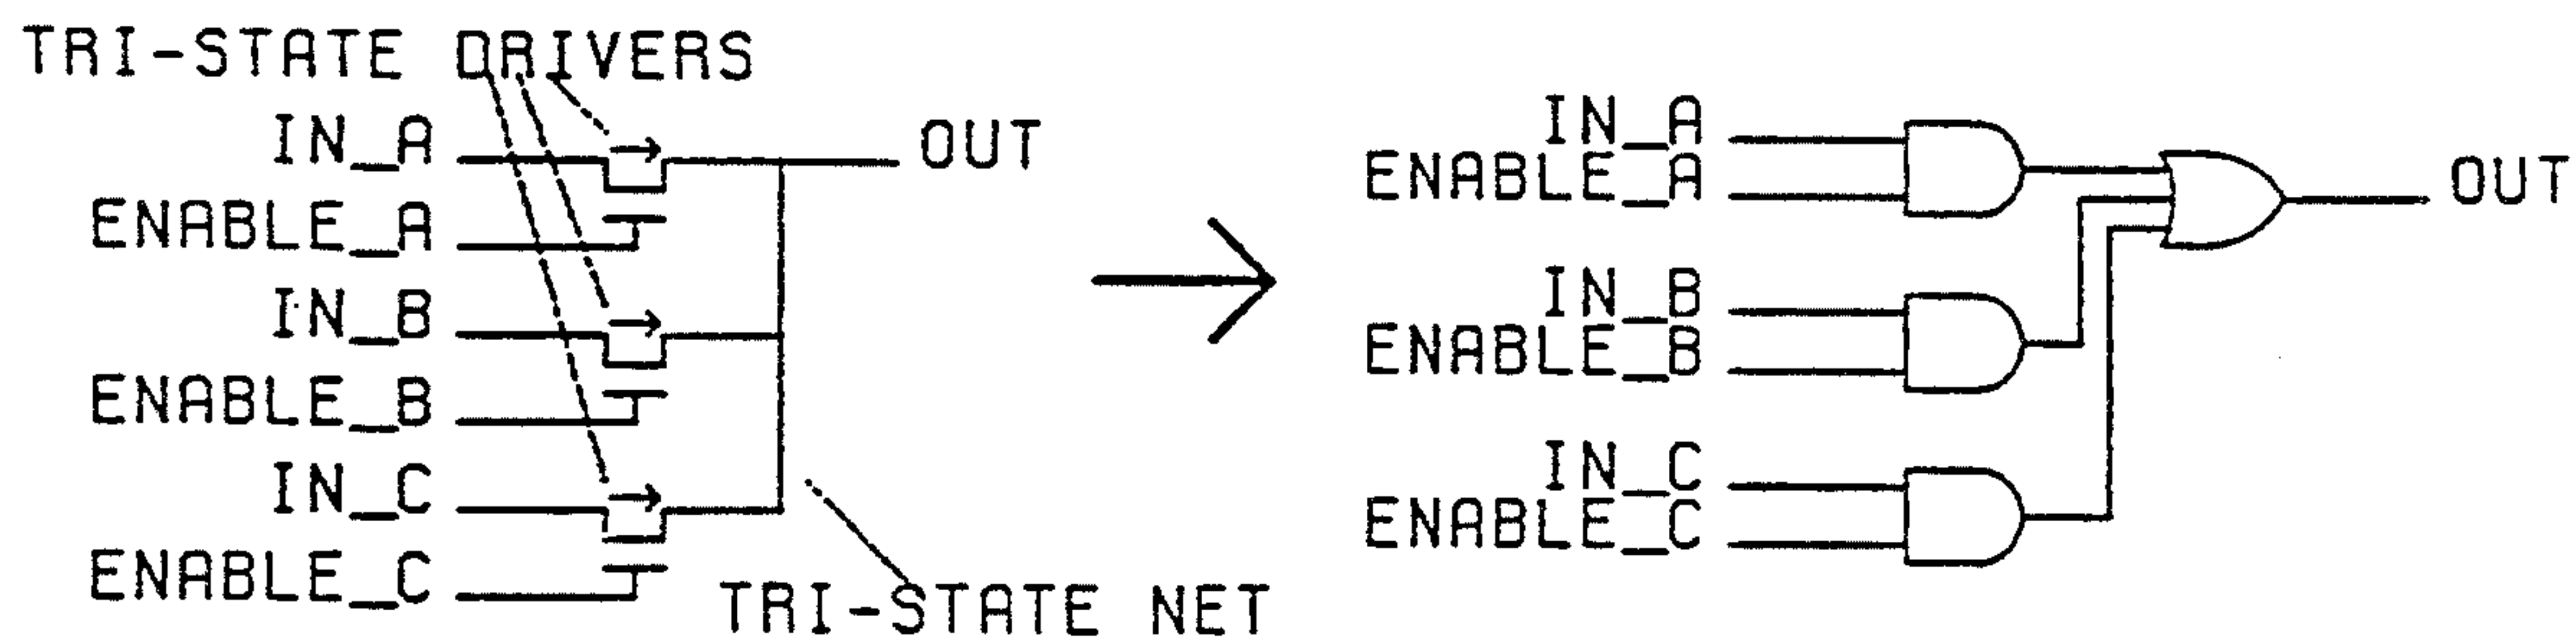 TRI-STATE DRIVERS
IN_A
OUT
ENABLE_A
IN_B
ENABLE_B
IN_C
ENABLE_C
TRI-STATE NET
IN_A
ENABLE_A
OUT
IN_B
ENABLE_B
IN_C
ENABLE_C